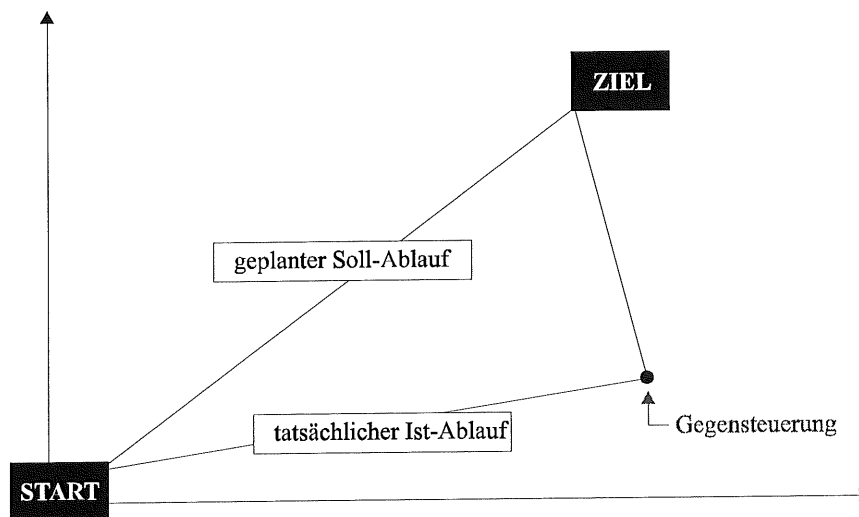 ZIEL
geplanter Soll-Ablauf
tatsächlicher Ist-Ablauf
Gegensteuerung
START